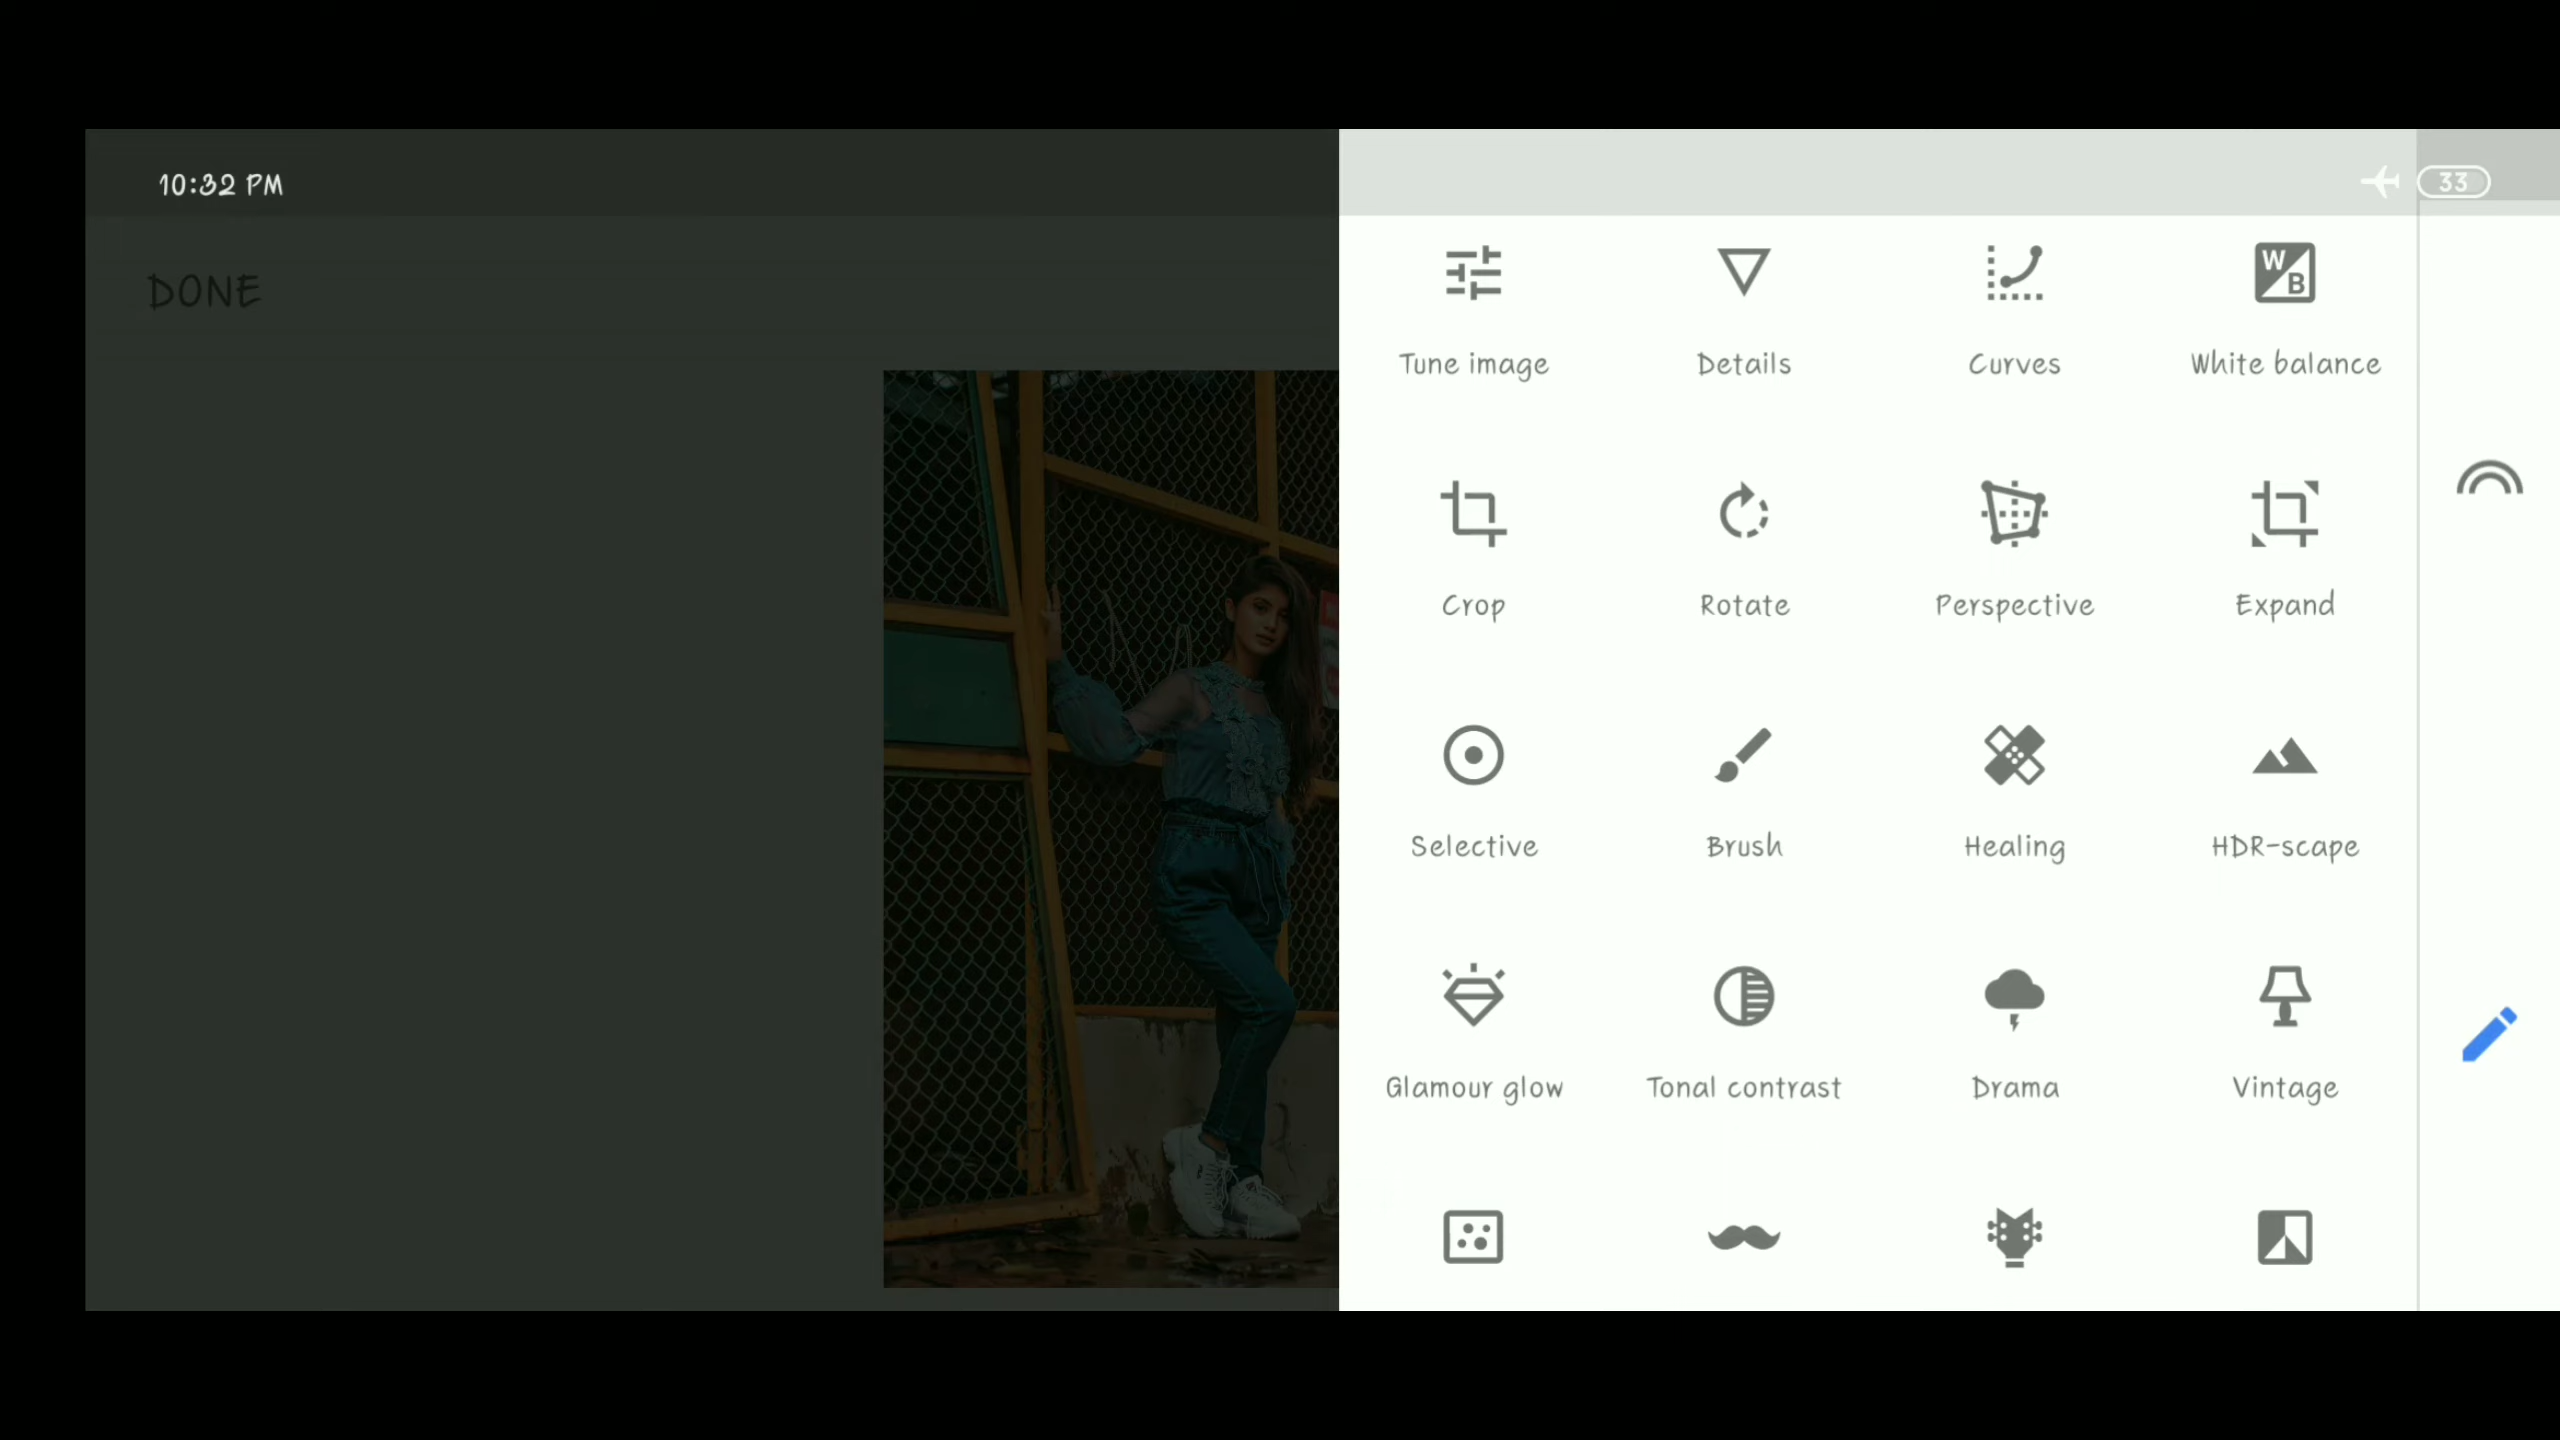 10:32 PM
33
DONE
Tune image
Details
Curves
White balance
Crop
Rotate
Perspective
Expand
Selective
Brush
Healing
HDR-scape
Glamour glow
Tonal contrast
Drama
Vintage